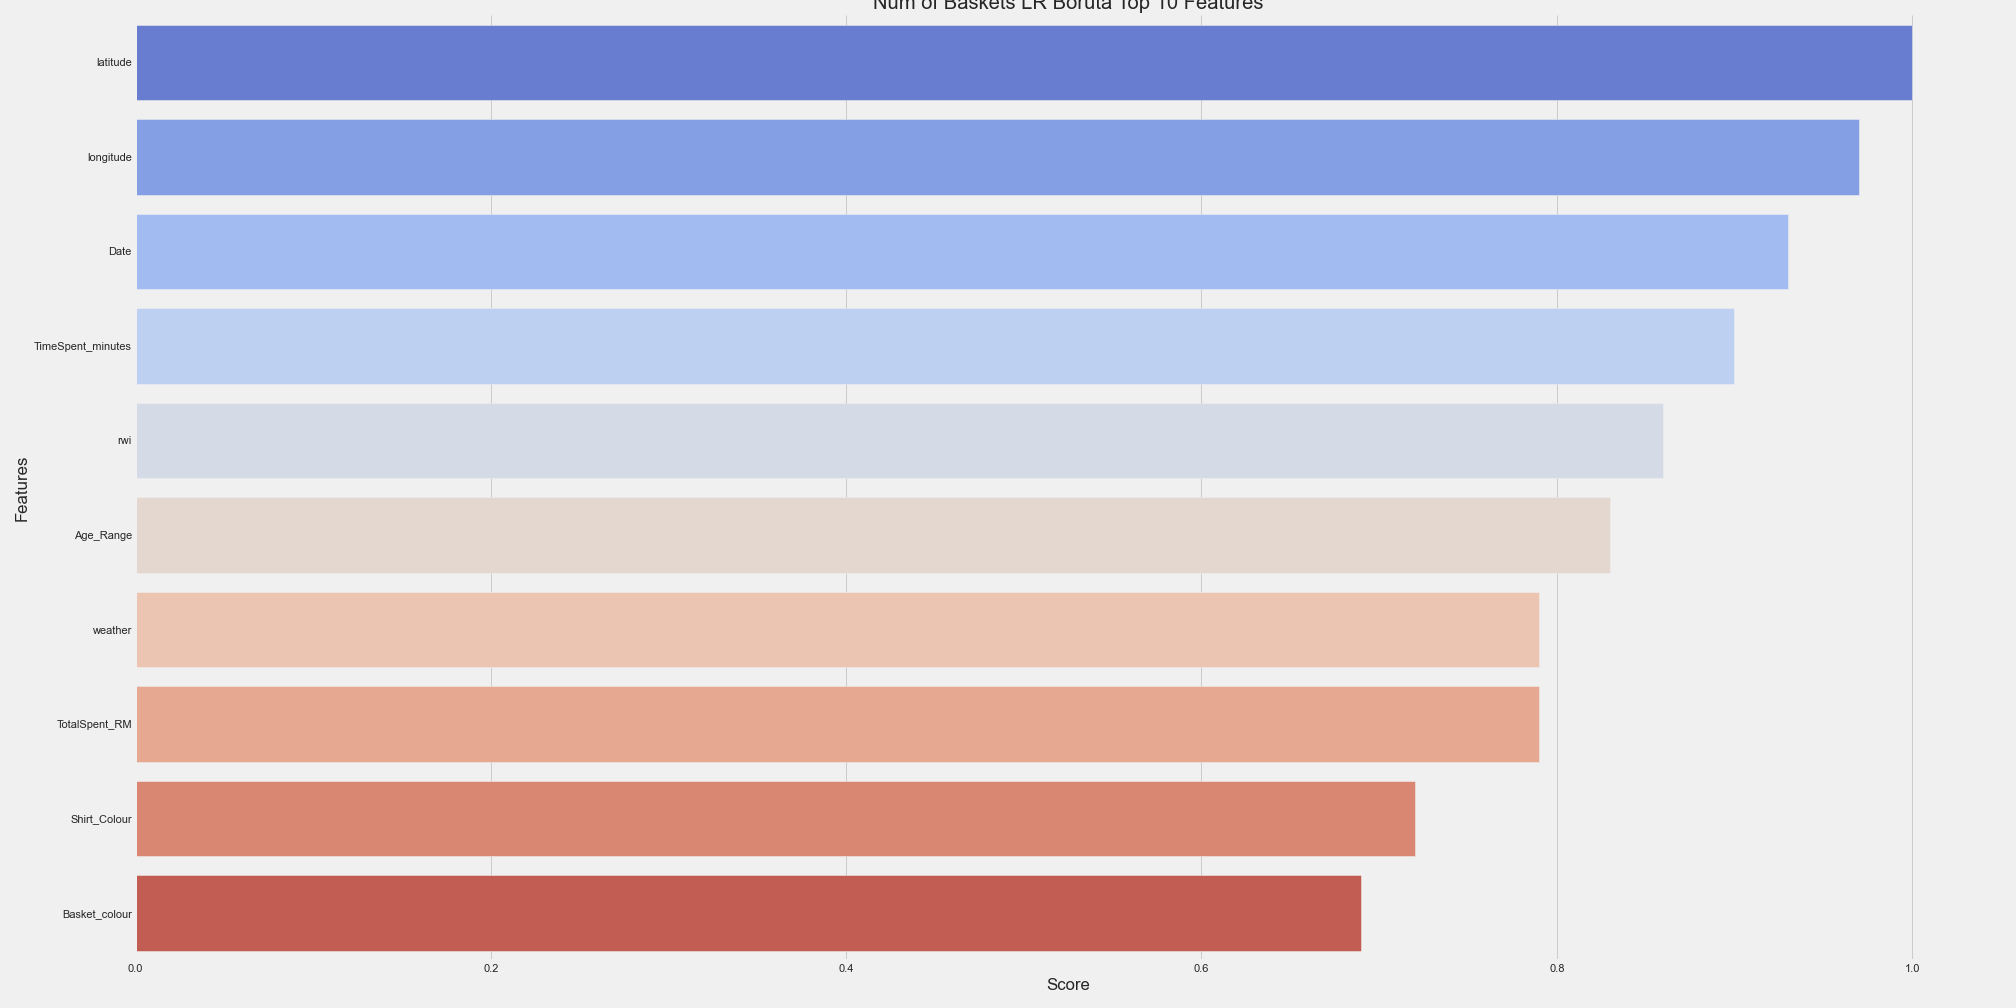 Num of Baskets LR Boruta Top 10 Features
latitude
longitude
Date
TimeSpent_minutes
rwi
Age_Range
weather
TotalSpent_RM
Shirt_Colour
Basket_colour
Features
0.0 0.2 0.4 0.6 0.8 1.0
Score